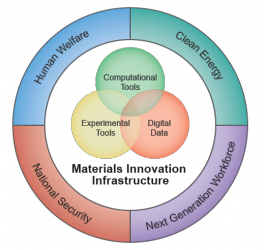 Human Welfare
Clean Energy
Computational
Tools
Experimental
Tools
Digital
Data
Materials Innovation
Infrastructure
National Security
Next Generation Workforce